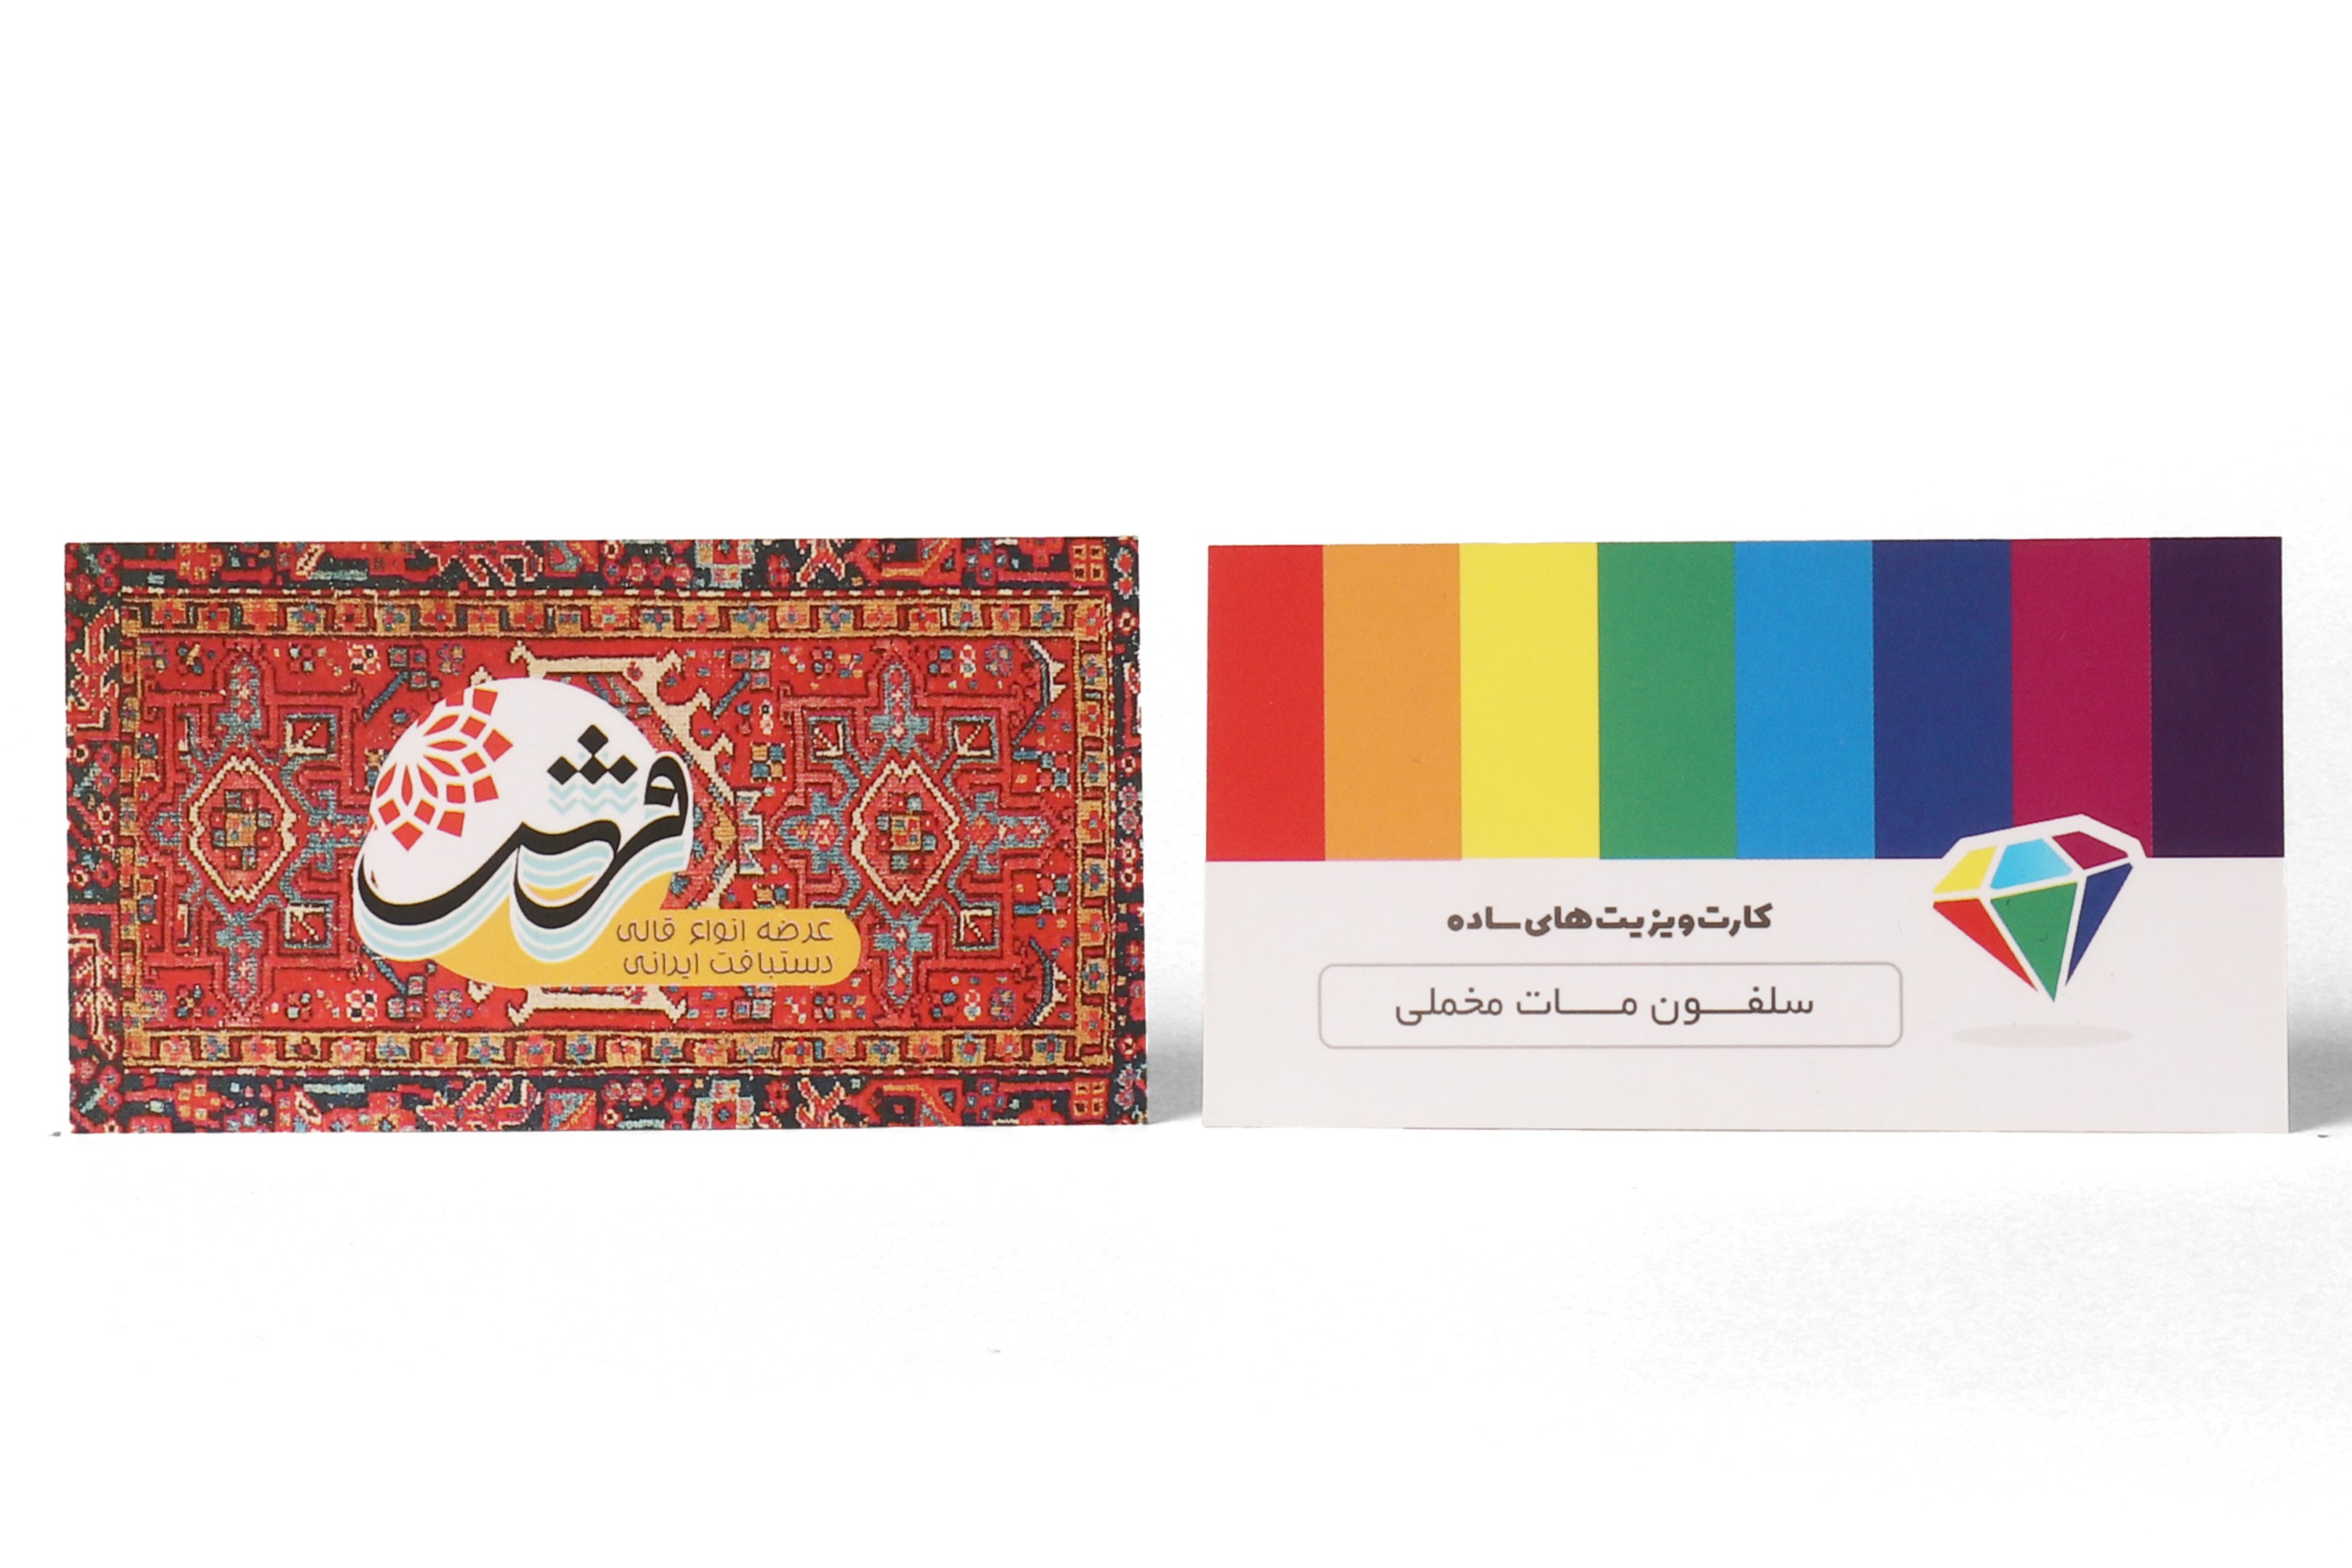 فرش
عرضه انواع قالی
دستبافت ایرانی
کارت ویزیت های ساده
سلفون مات مخملی